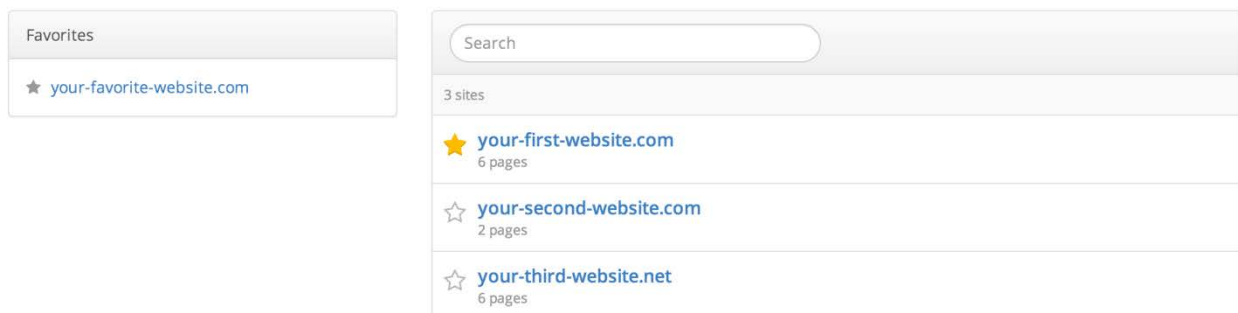 Favorites
your-favorite-website.com
Search
3 sites
your-first-website.com
6 pages
your-second-website.com
2 pages
your-third-website.net
6 pages